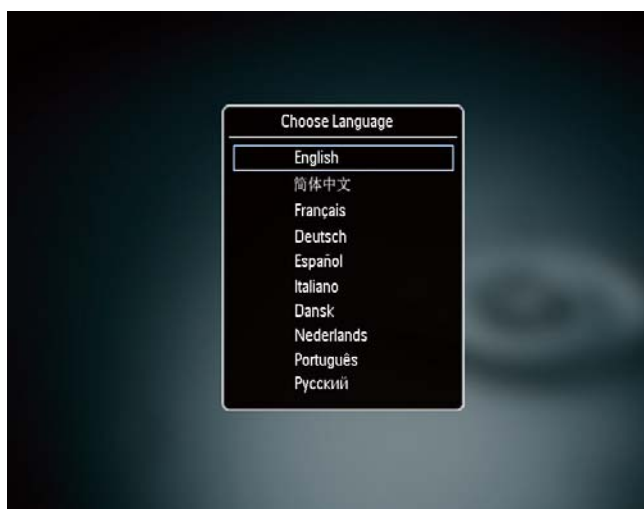 Choose Language
English
简体中文
Français
Deutsch
Español
Italiano
Dansk
Nederlands
Português
Русский